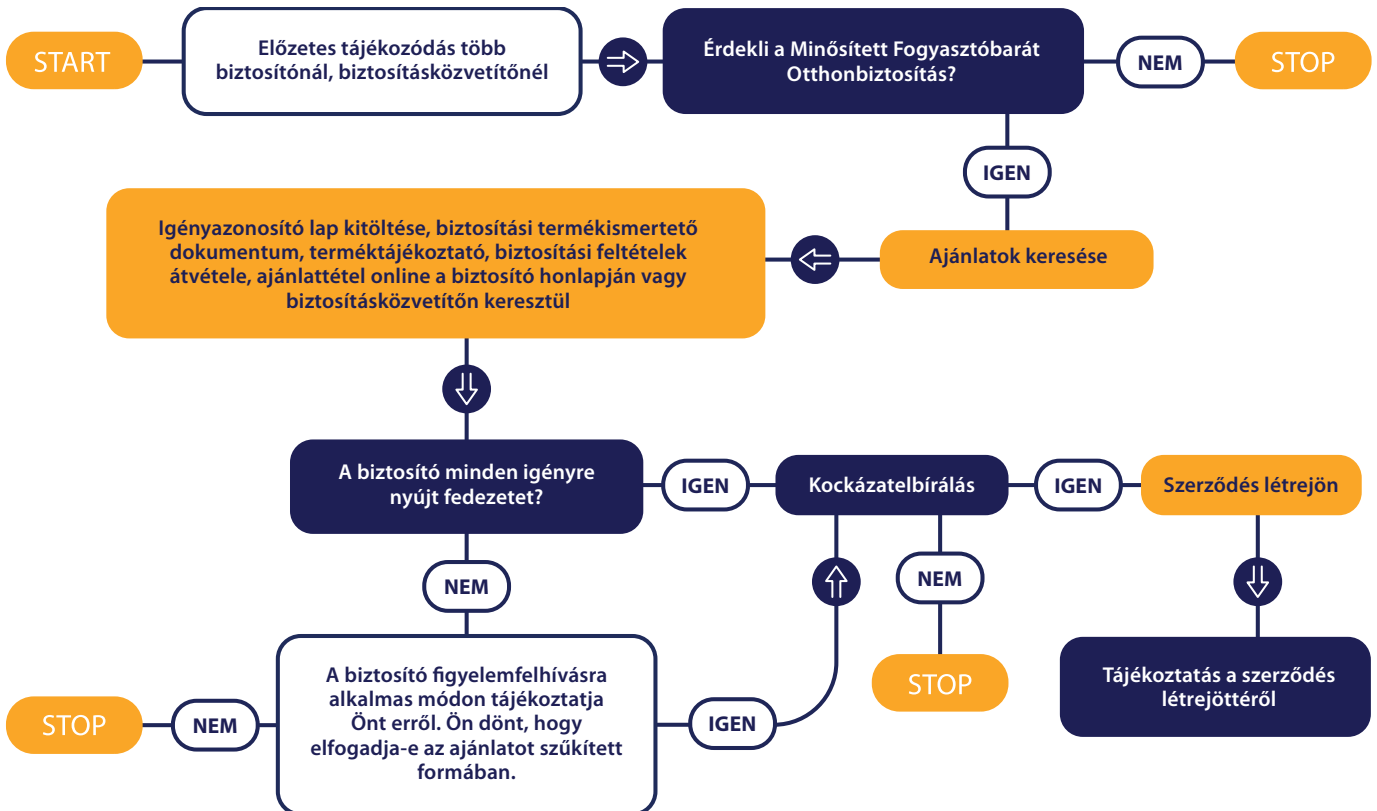 START
Előzetes tájékozódás több
biztosítónál, biztosításközvetítőnél
Érdekli a Minősített Fogyasztóbarát
Otthonbiztosítás?
NEM
STOP
IGEN
Ajánlatok keresése
Igényazonosító lap kitöltése, biztosítási termékismertető
dokumentum, terméktájékoztató, biztosítási feltételek
átvétele, ajánlattétel online a biztosító honlapján vagy
biztosításközvetítőn keresztül
A biztosító minden igényre
nyújt fedezetet?
IGEN
Kockázatelbírálás
IGEN
Szerződés létrejön
NEM
NEM
STOP
Tájékoztatás a szerződés
létrejöttéről
A biztosító figyelemfelhívásra
alkalmas módon tájékoztatja
Önt erről. Ön dönt, hogy
elfogadja-e az ajánlatot szűkített
formában.
IGEN
NEM
STOP